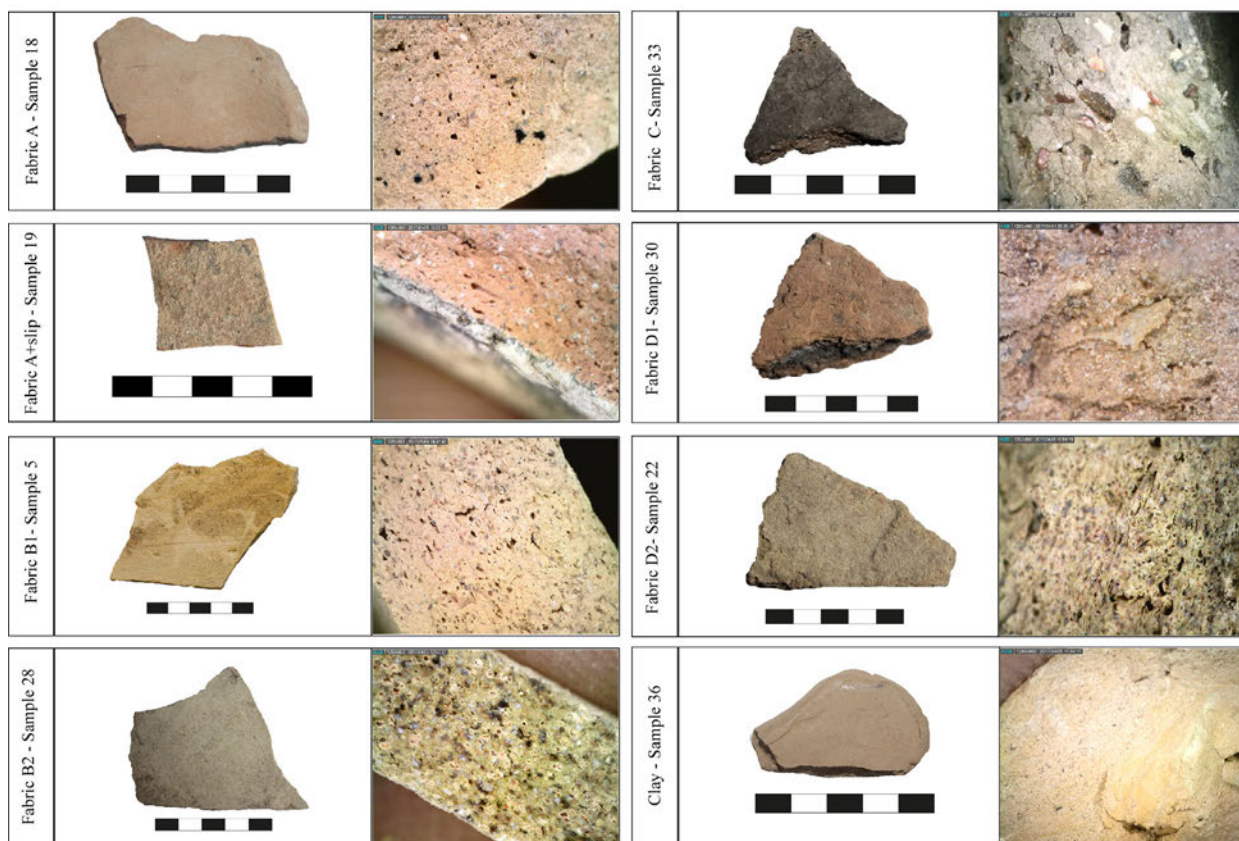 Fabric A - Sample 18
Fabric A+slip - Sample 19
Fabric B1- Sample 5
Fabric B2 - Sample 28
Fabric C- Sample 33
Fabric D1- Sample 30
Fabric D2- Sample 22
Clay - Sample 36